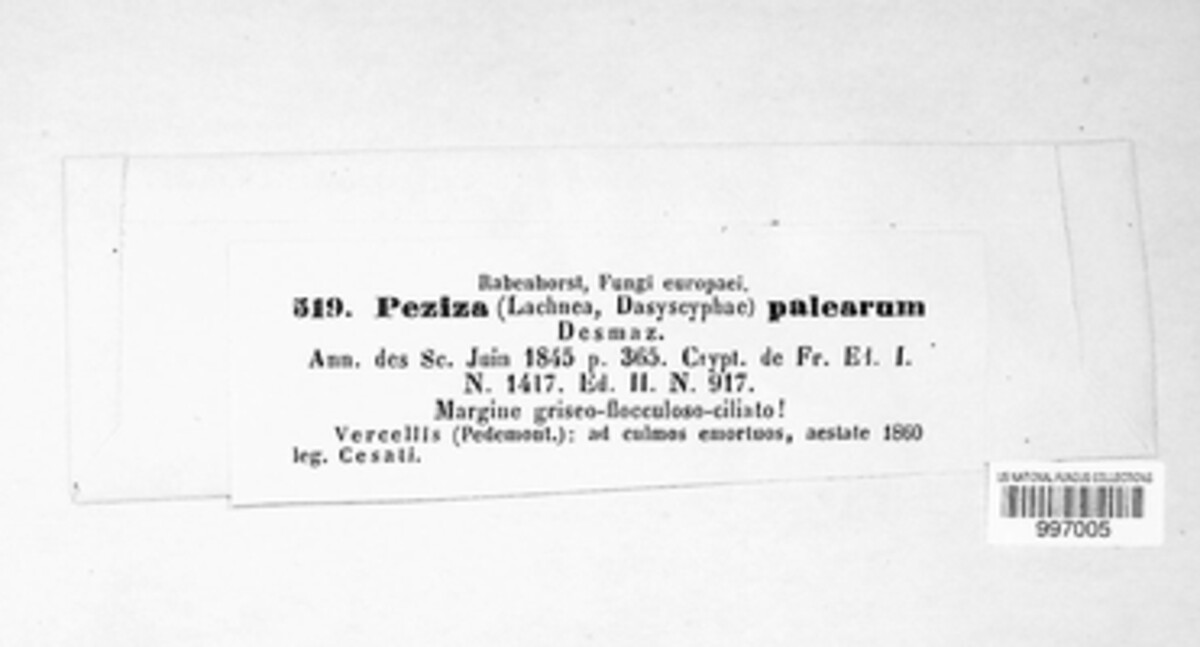 Rabenhorst, Fungi europaei.
519. Peziza (Lachnea, Dasyscyphae) palearum
Desmaz.
Ann. des Sc. Juin 1845 p. 365. Crypt. de Fr. Ed. I.
N. 1417. Ed. II. N. 917.
Margine griseo-flocculoso-ciliato!
Vercellis (Pedemont.): ad culmos emortuos, aestate 1860
leg. Cesati.
US NATIONAL FUNGUS COLLECTIONS
997005